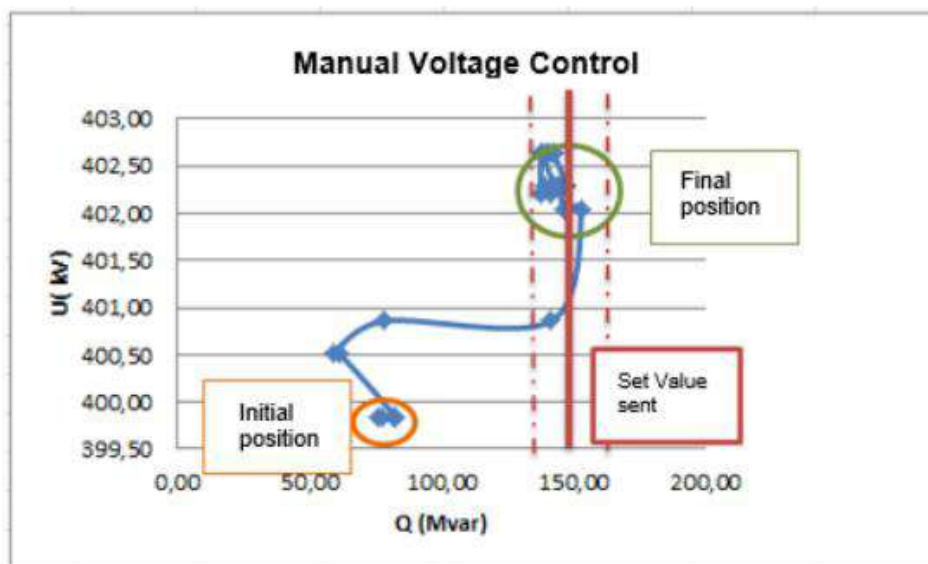 Manual Voltage Control
403,00
402,50
402,00
401,50
401,00
400,50
400,00
399,50
U( kV)
Final
position
Set Value
sent
Initial
position
0,00 50,00 100,00 150,00 200,00
Q (Mvar)